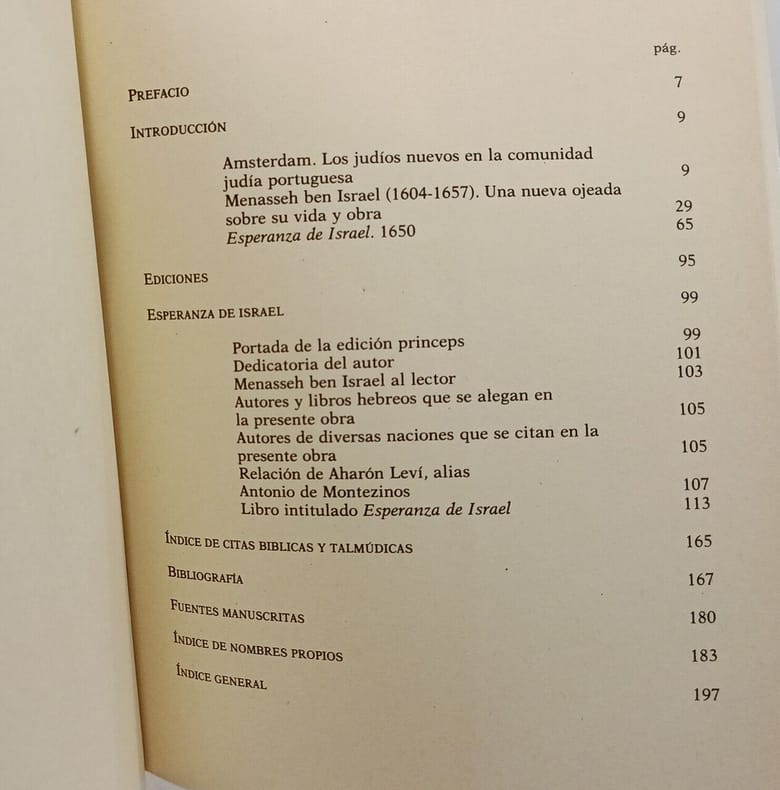 pág.
PREFACIO 7
INTRODUCCIÓN 9
Amsterdam. Los judíos nuevos en la comunidad
judía portuguesa 9
Menasseh ben Israel (1604-1657). Una nueva ojeada
sobre su vida y obra 29
Esperanza de Israel. 1650 65
EDICIONES 95
ESPERANZA DE ISRAEL 99
Portada de la edición princeps 99
Dedicatoria del autor 101
Menasseh ben Israel al lector 103
Autores y libros hebreos que se alegan en
la presente obra 105
Autores de diversas naciones que se citan en la
presente obra 105
Relación de Aharón Leví, alias
Antonio de Montezinos 107
Libro intitulado Esperanza de Israel 113
ÍNDICE DE CITAS BIBLICAS Y TALMÚDICAS 165
BIBLIOGRAFÍA 167
FUENTES MANUSCRITAS 180
ÍNDICE DE NOMBRES PROPIOS 183
ÍNDICE GENERAL 197